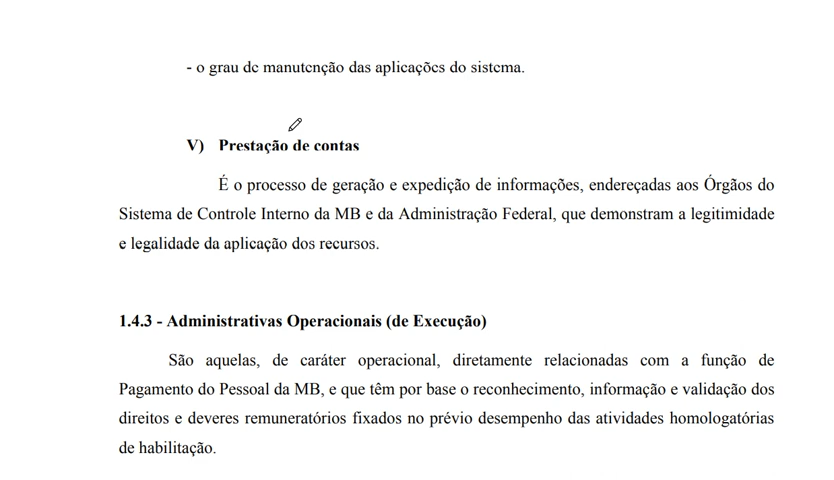 - o grau de manutenção das aplicações do sistema.
V) Prestação de contas
É o processo de geração e expedição de informações, endereçadas aos Órgãos do
Sistema de Controle Interno da MB e da Administração Federal, que demonstram a legitimidade
e legalidade da aplicação dos recursos.
1.4.3 - Administrativas Operacionais (de Execução)
São aquelas, de caráter operacional, diretamente relacionadas com a função de
Pagamento do Pessoal da MB, e que têm por base o reconhecimento, informação e validação dos
direitos e deveres remuneratórios fixados no prévio desempenho das atividades homologatórias
de habilitação.